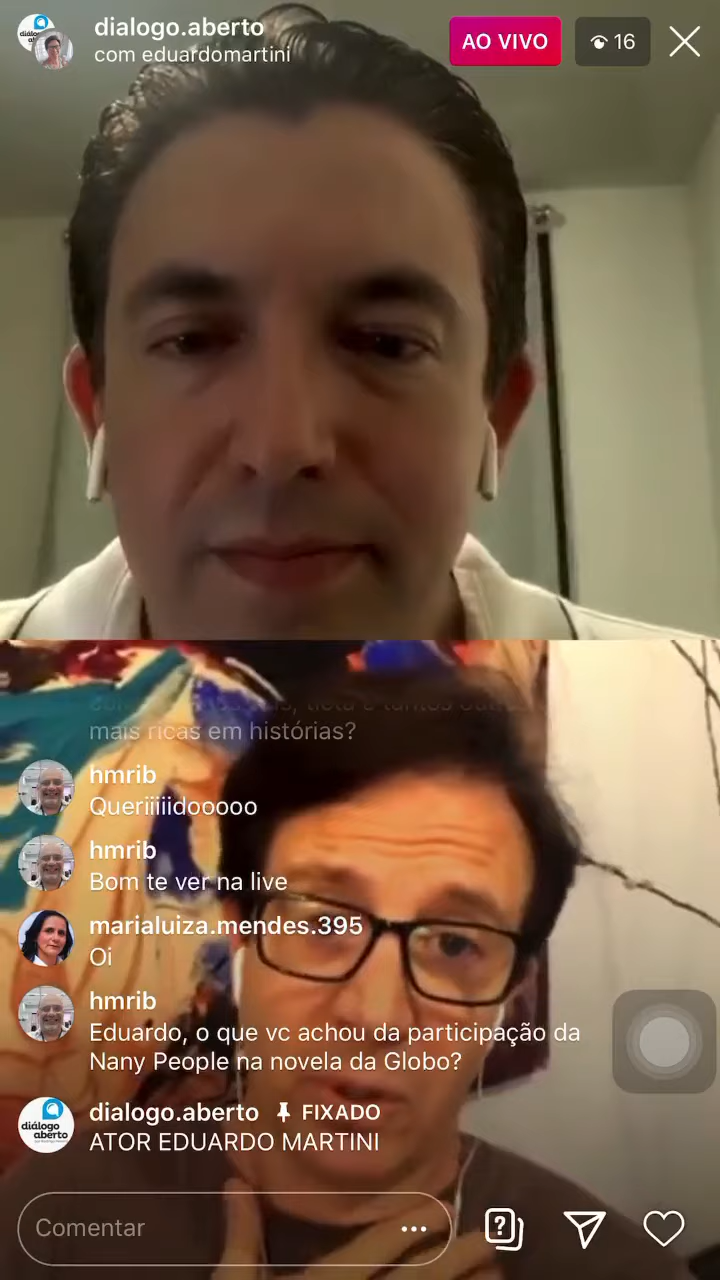 dialogo.aberto
com eduardomartini
AO VIVO
16
mais ricas em histórias?
hmrib
Queriiiiidooooo
hmrib
Bom te ver na live
marialuiza.mendes.395
Oi
hmrib
Eduardo, o que vc achou da participação da
Nany People na novela da Globo?
diálogo
aberto
dialogo.aberto FIXADO
ATOR EDUARDO MARTINI
Comentar